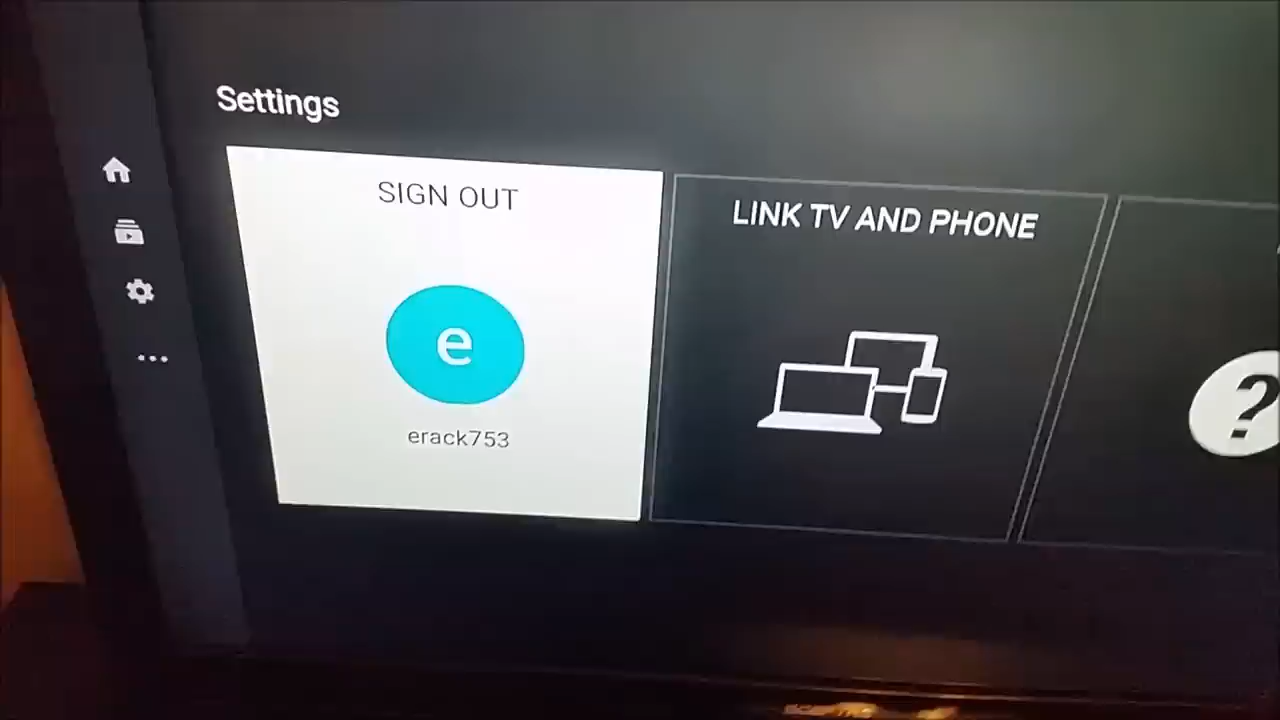 Settings
SIGN OUT
e
erack753
LINK TV AND PHONE
?